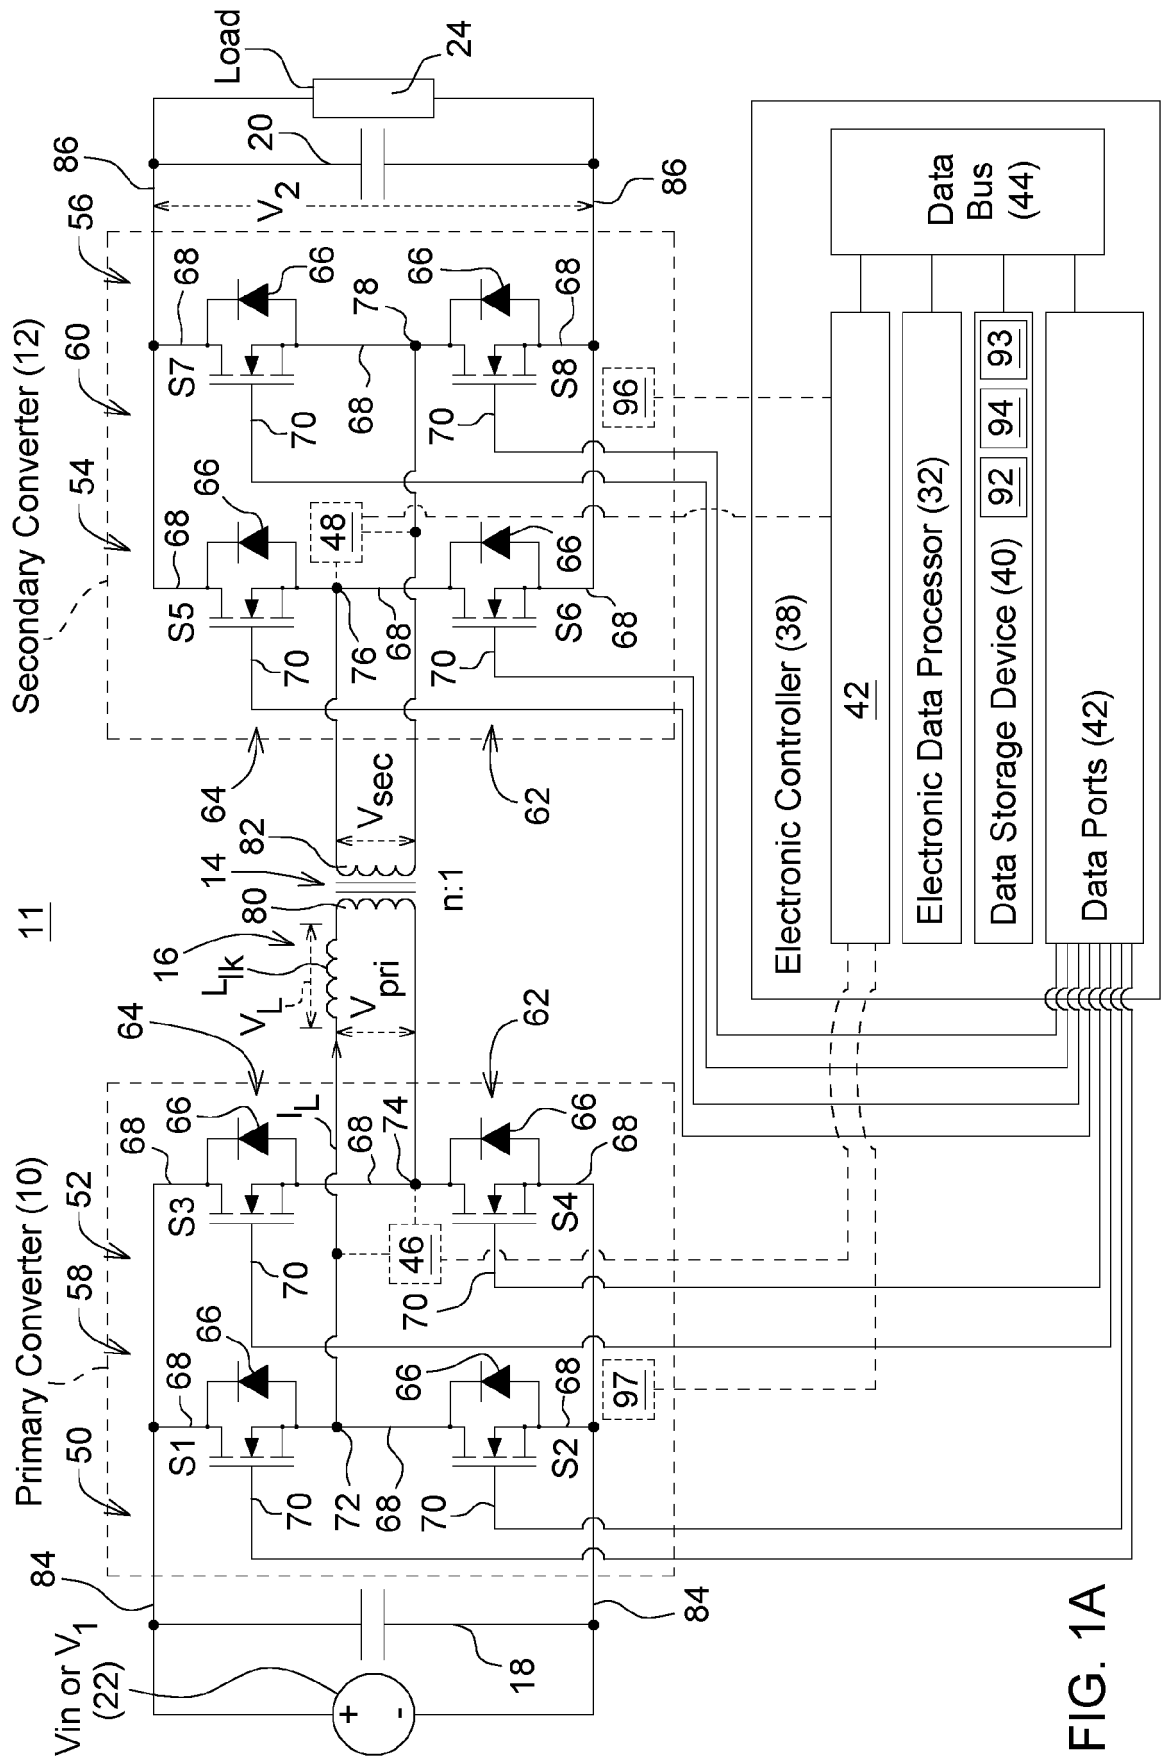 11
Primary Converter (10)
Secondary Converter (12)
50
58
52
54
60
56
84
86
Vin or V1
(22)
+
-
18
S1
68
66
70
72
68
S2
68
66
70
S3
68
66
70
68
74
S4
68
66
70
46
97
84
IL
64
62
VL
Llk
16
Vpri
80
14
82
n:1
Vsec
64
62
S5
68
66
70
76
68
S6
68
66
70
48
S7
68
66
70
68
78
S8
68
66
70
96
V2
86
20
Load
24
Electronic Controller (38)
42
Electronic Data Processor (32)
Data Storage Device (40)
92
94
93
Data Ports (42)
Data
Bus
(44)
FIG. 1A